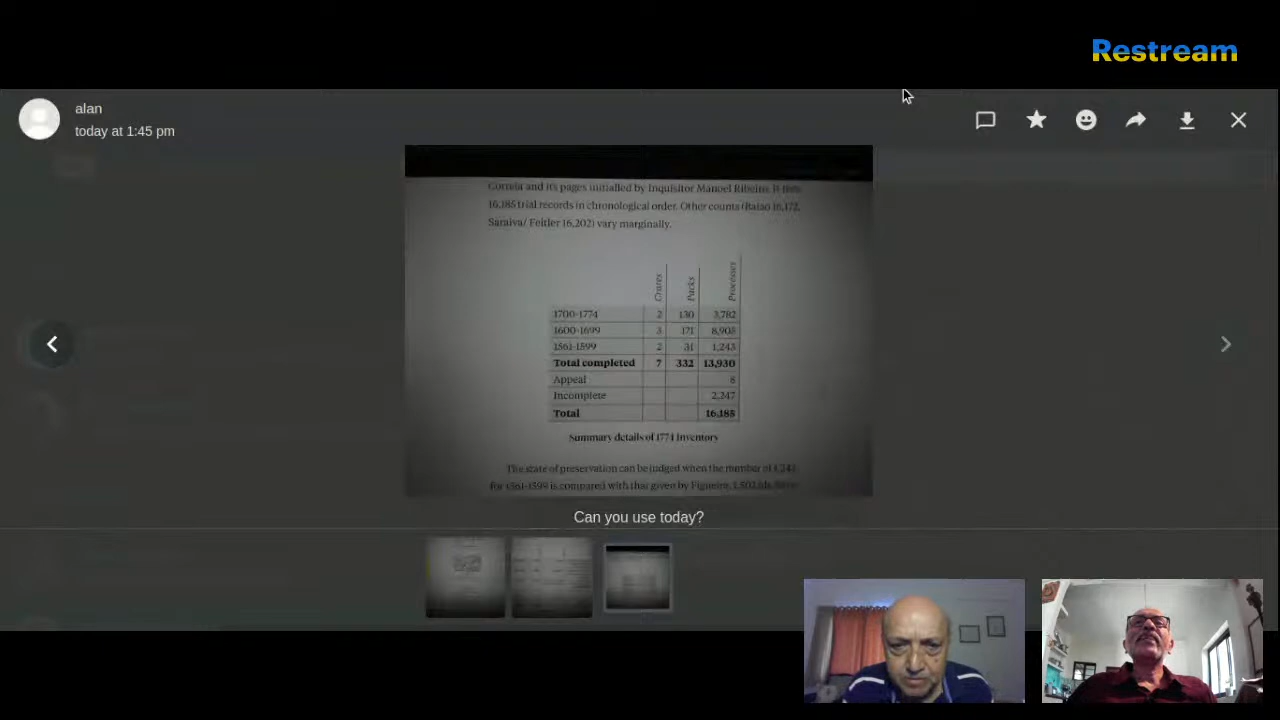 Restream
alan
today at 1:45 pm
Correia and its pages initialled by Inquisitor Manoel Ribeiro. It lists
16,185 trial records in chronological order. Other counts (Baião 16,172,
Saraiva/ Feitler 16,202) vary marginally.
Crates Packs Processes
1700-1774 2 130 3,782
1600-1699 3 171 8,905
1561-1599 2 31 1,243
Total completed 7 332 13,930
Appeal 8
Incomplete 2,247
Total 16,185
Summary details of 1774 Inventory
The state of preservation can be judged when the number of 1,243
for 1561-1599 is compared with that given by Figueira, 1,502
Can you use today?